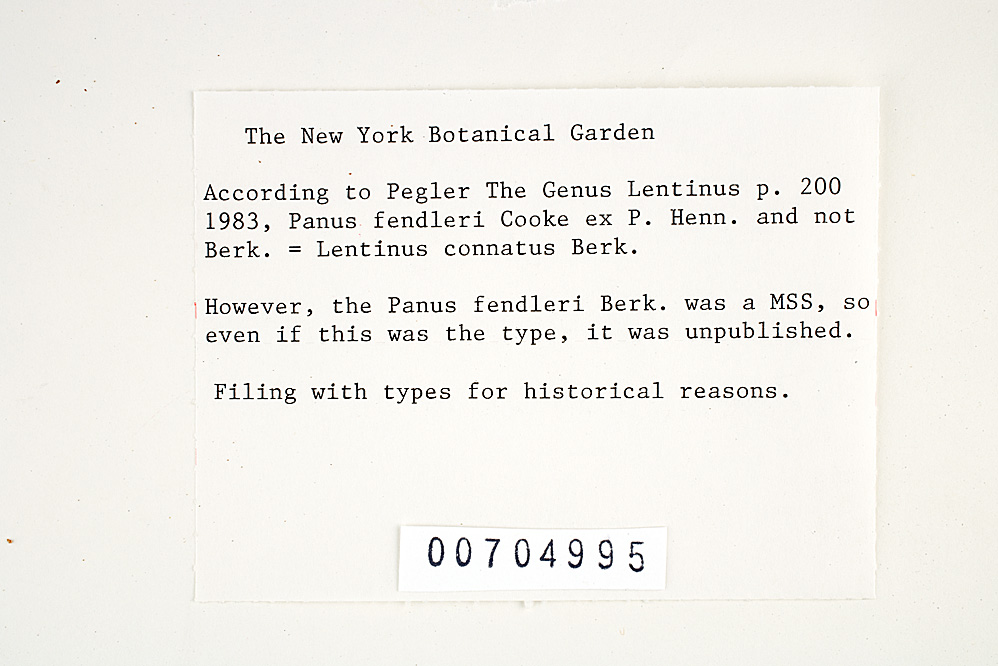 The New York Botanical Garden
According to Pegler The Genus Lentinus p. 200
1983, Panus fendleri Cooke ex P. Henn. and not
Berk. = Lentinus connatus Berk.
However, the Panus fendleri Berk. was a MSS, so
even if this was the type, it was unpublished.
Filing with types for historical reasons.
00704995